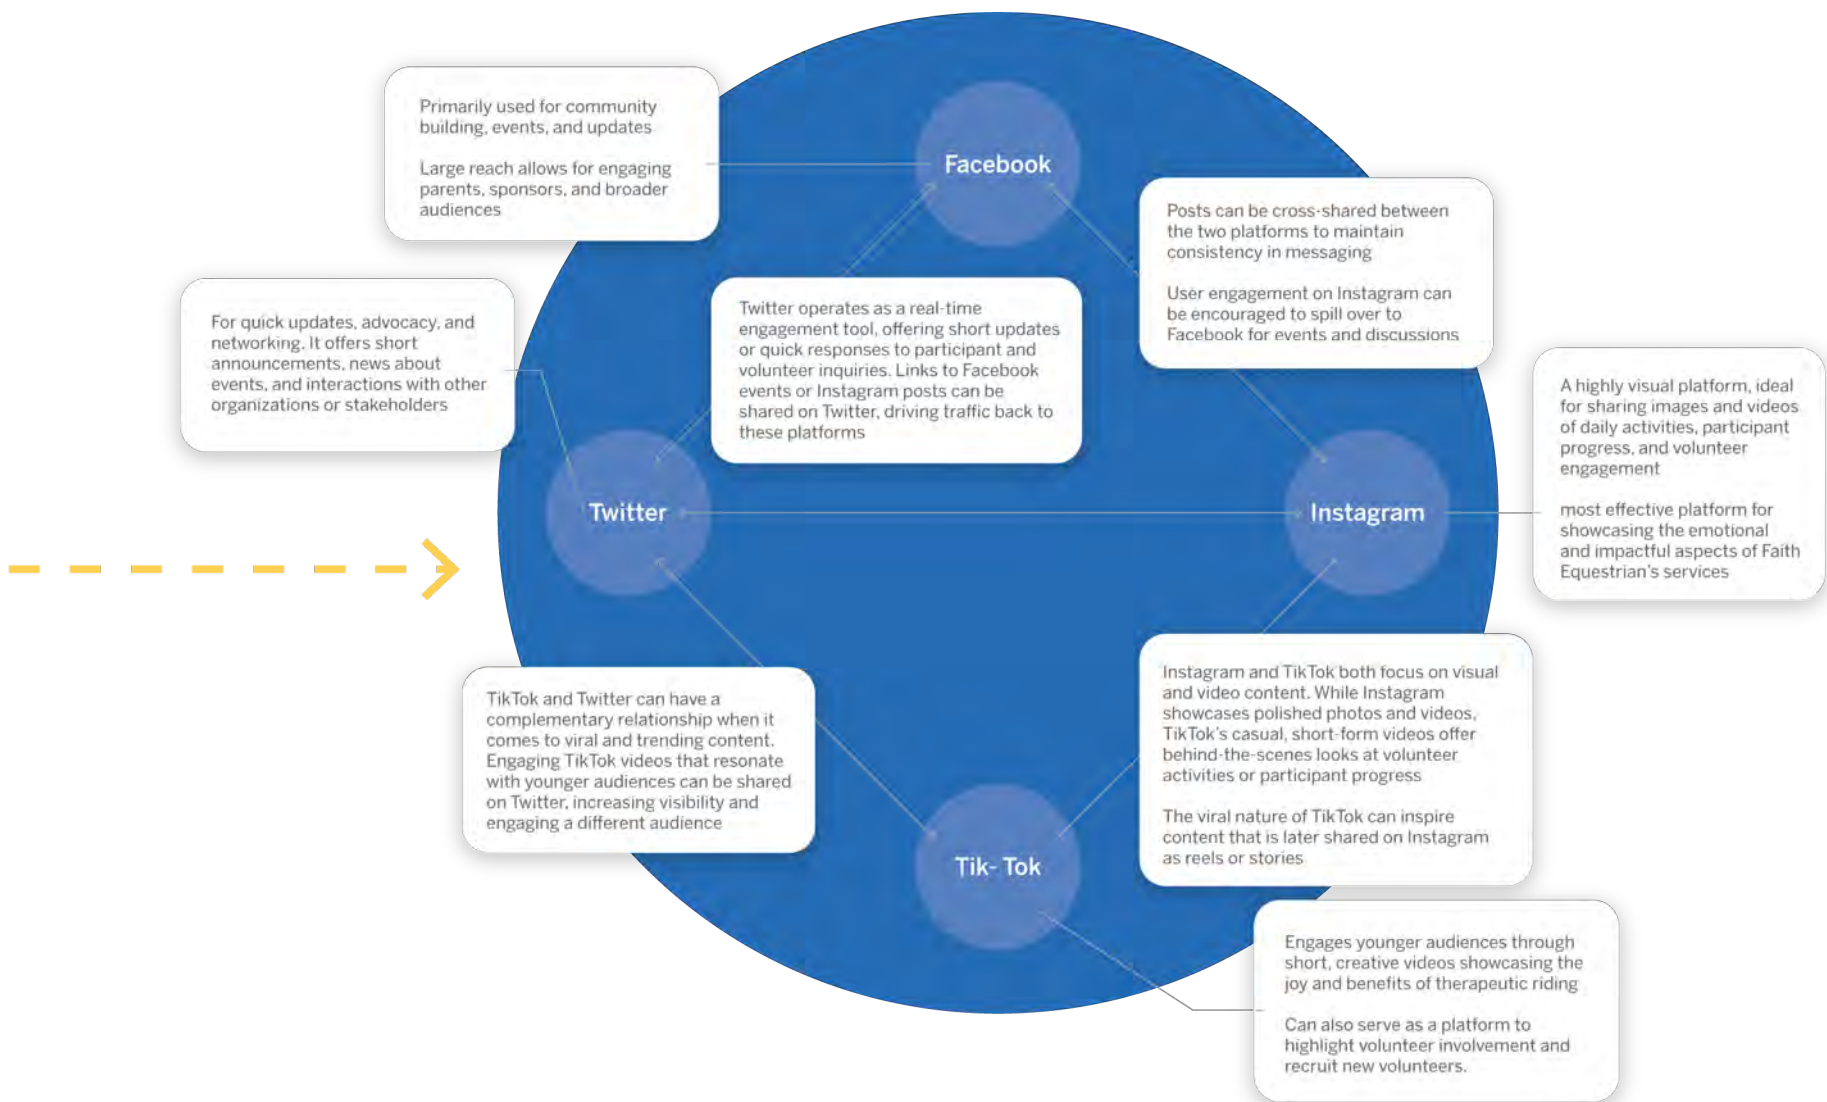 Primarily used for community
building, events, and updates
Large reach allows for engaging
parents, sponsors, and broader
audiences
Facebook
Posts can be cross-shared between
the two platforms to maintain
consistency in messaging
User engagement on Instagram can
be encouraged to spill over to
Facebook for events and discussions
For quick updates, advocacy, and
networking. It offers short
announcements, news about
events, and interactions with other
organizations or stakeholders
Twitter operates as a real-time
engagement tool, offering short updates
or quick responses to participant and
volunteer inquiries. Links to Facebook
events or Instagram posts can be
shared on Twitter, driving traffic back to
these platforms
A highly visual platform, ideal
for sharing images and videos
of daily activities, participant
progress, and volunteer
engagement
most effective platform for
showcasing the emotional
and impactful aspects of Faith
Equestrian's services
Twitter
Instagram
TikTok and Twitter can have a
complementary relationship when it
comes to viral and trending content.
Engaging TikTok videos that resonate
with younger audiences can be shared
on Twitter, increasing visibility and
engaging a different audience
Instagram and TikTok both focus on visual
and video content. While Instagram
showcases polished photos and videos,
TikTok's casual, short-form videos offer
behind-the-scenes looks at volunteer
activities or participant progress
The viral nature of TikTok can inspire
content that is later shared on Instagram
as reels or stories
Tik- Tok
Engages younger audiences through
short, creative videos showcasing the
joy and benefits of therapeutic riding
Can also serve as a platform to
highlight volunteer involvement and
recruit new volunteers.